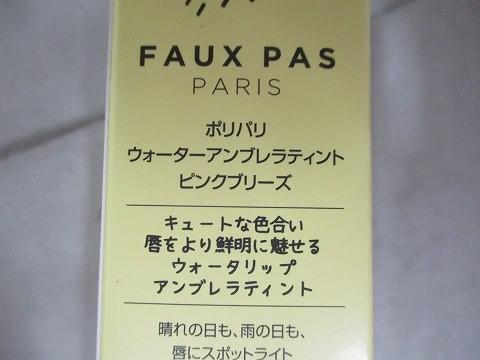 FAUX PAS
PARIS
ポリパリ
ウォーターアンブレラティント
ピンクブリーズ
キュートな色合い
唇をより鮮明に魅せる
ウォータリップ
アンブレラティント
晴れの日も、雨の日も、
唇にスポットライト